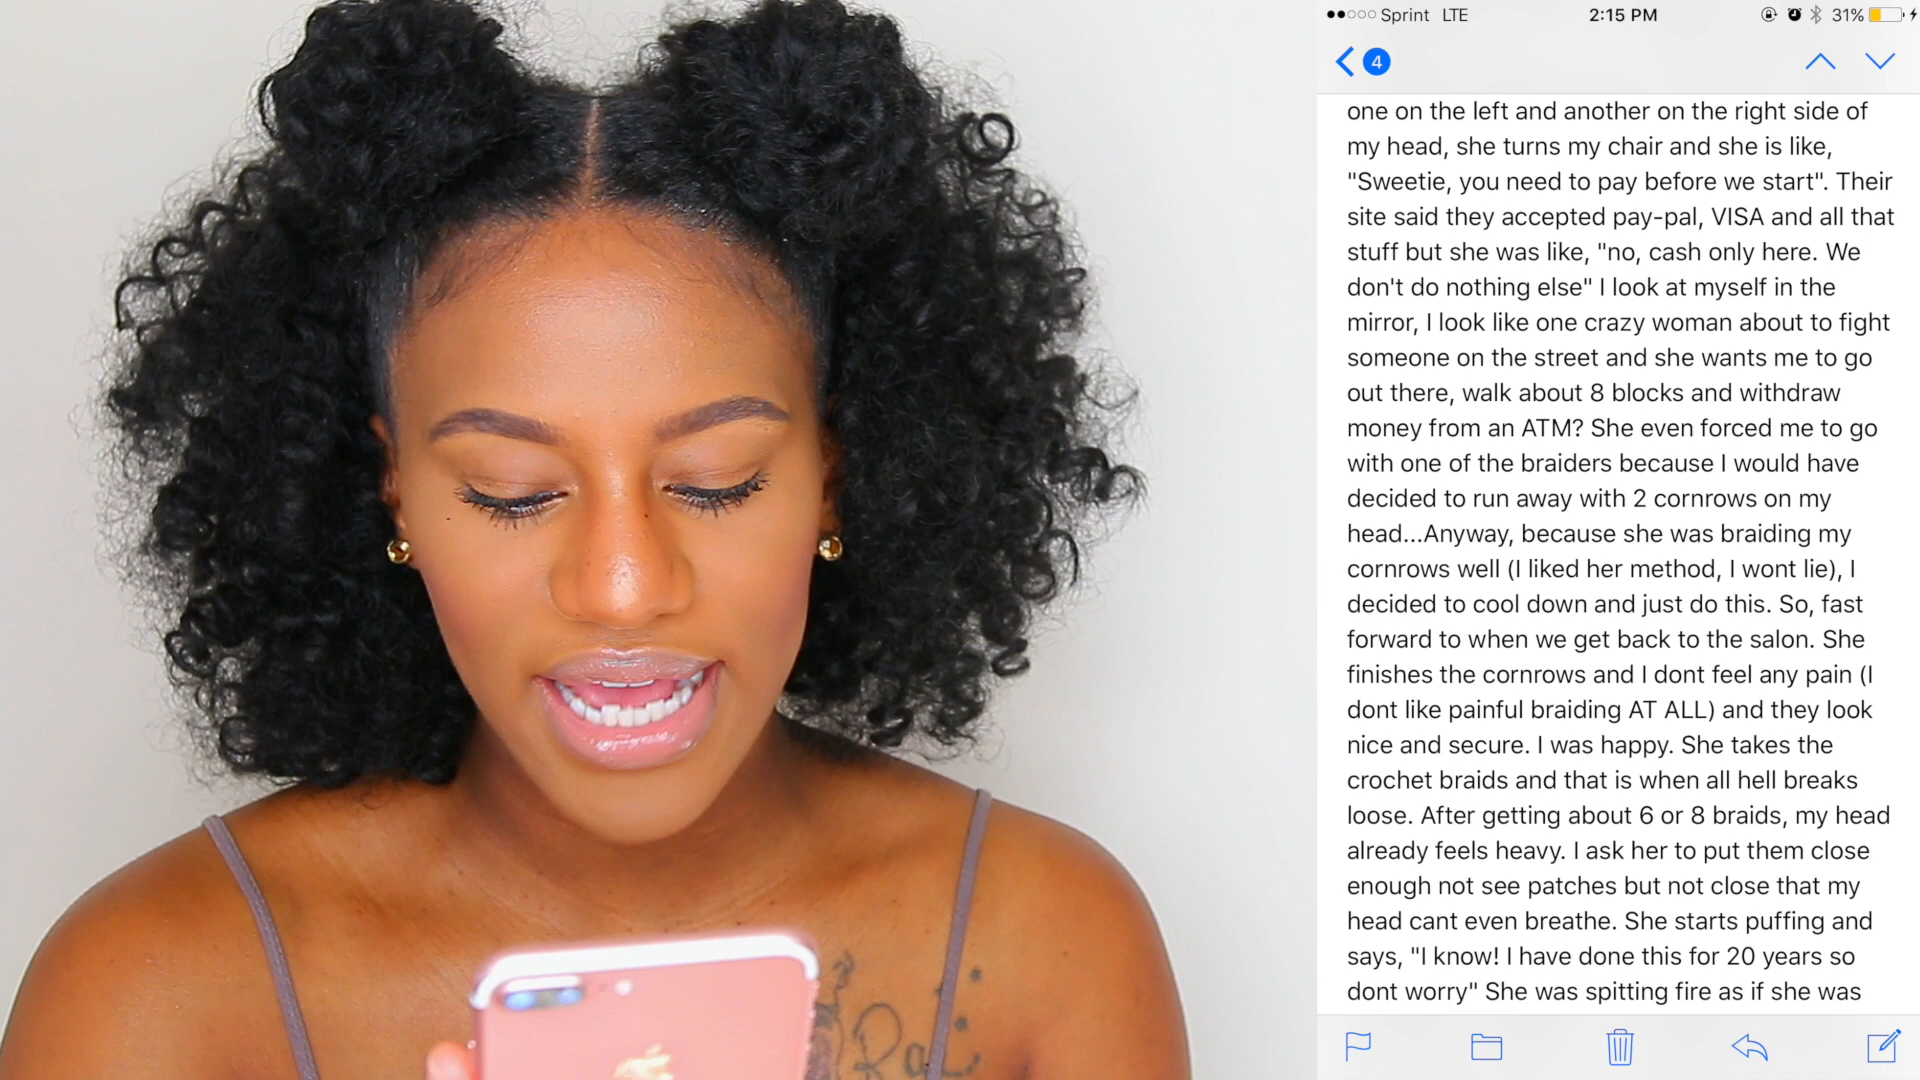 Sprint LTE 2:15 PM 31%
4
one on the left and another on the right side of
my head, she turns my chair and she is like,
"Sweetie, you need to pay before we start". Their
site said they accepted pay-pal, VISA and all that
stuff but she was like, "no, cash only here. We
don't do nothing else" I look at myself in the
mirror, I look like one crazy woman about to fight
someone on the street and she wants me to go
out there, walk about 8 blocks and withdraw
money from an ATM? She even forced me to go
with one of the braiders because I would have
decided to run away with 2 cornrows on my
head...Anyway, because she was braiding my
cornrows well (I liked her method, I wont lie), I
decided to cool down and just do this. So, fast
forward to when we get back to the salon. She
finishes the cornrows and I dont feel any pain (I
dont like painful braiding AT ALL) and they look
nice and secure. I was happy. She takes the
crochet braids and that is when all hell breaks
loose. After getting about 6 or 8 braids, my head
already feels heavy. I ask her to put them close
enough not see patches but not close that my
head cant even breathe. She starts puffing and
says, "I know! I have done this for 20 years so
dont worry" She was spitting fire as if she was